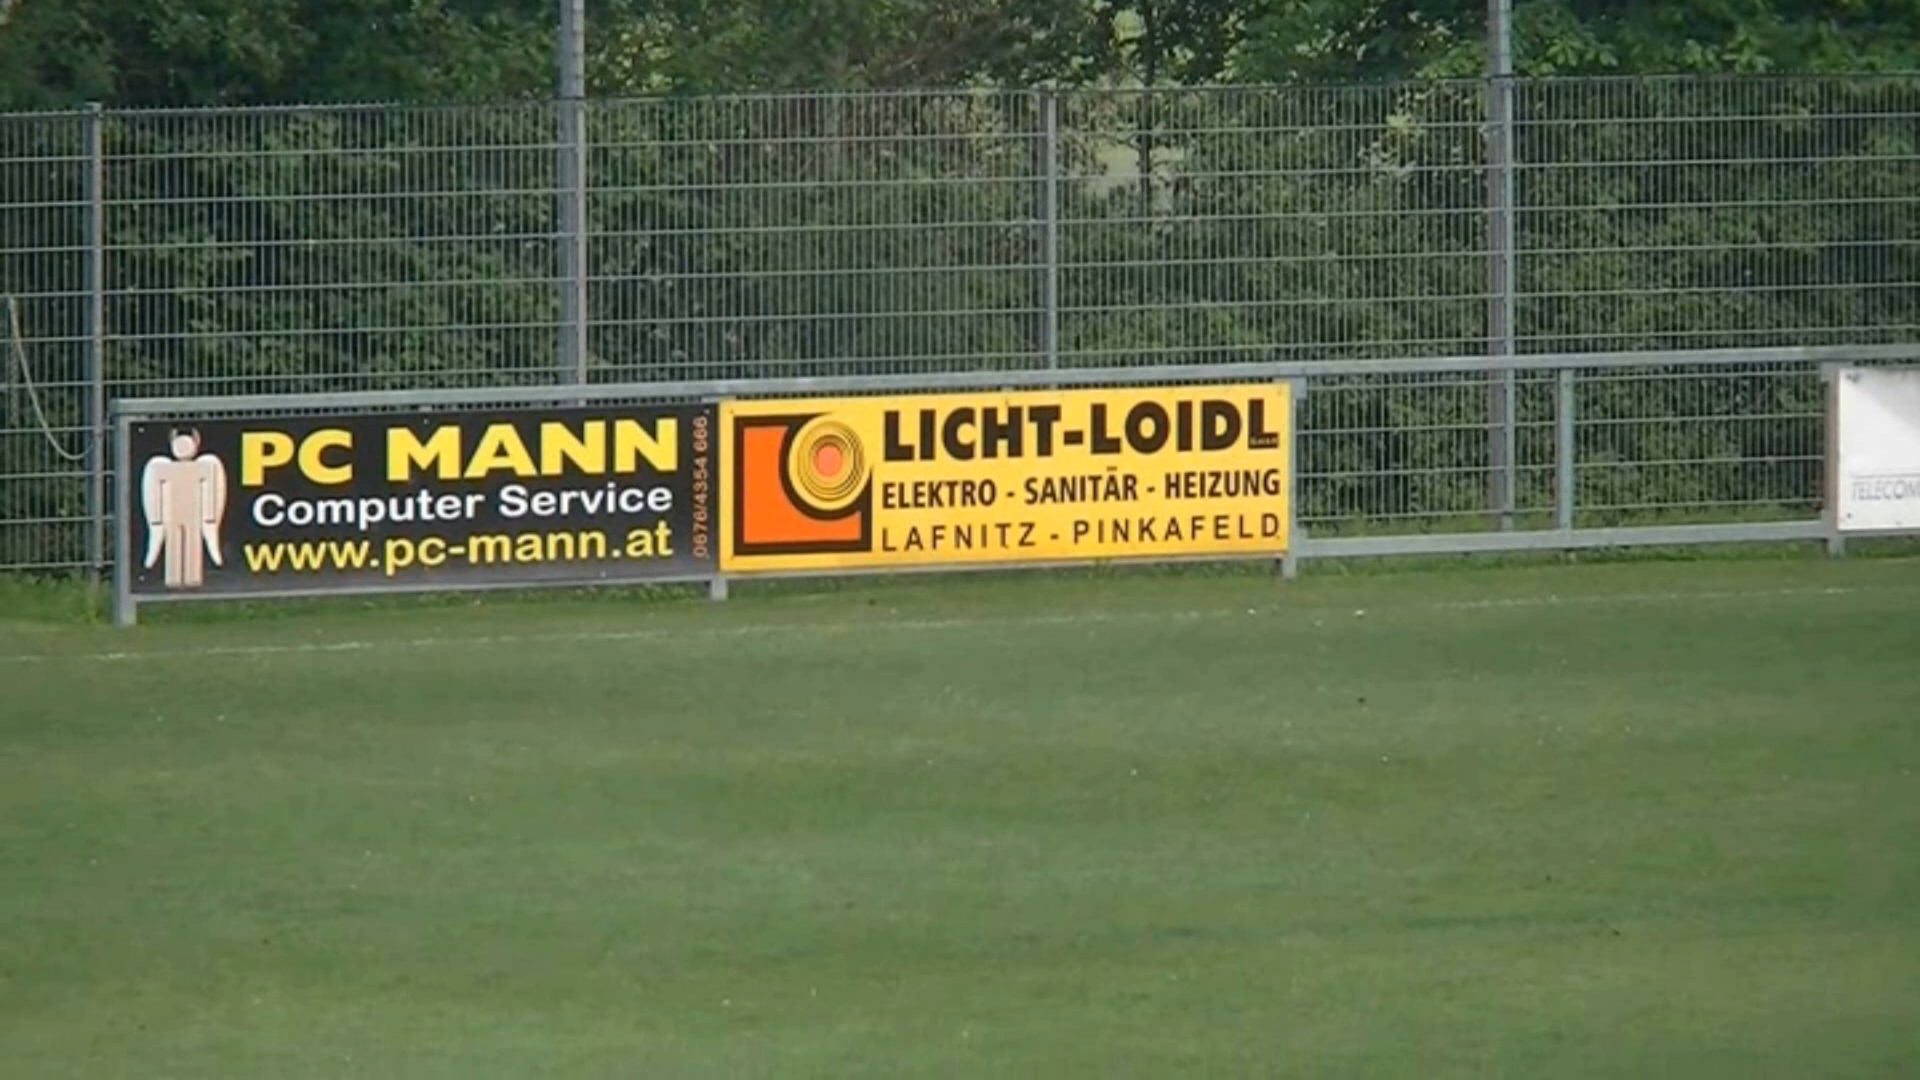 PC MANN
Computer Service
www.pc-mann.at
0676/4354 666
LICHT-LOIDL
ELEKTRO - SANITÄR - HEIZUNG
LAFNITZ - PINKAFELD